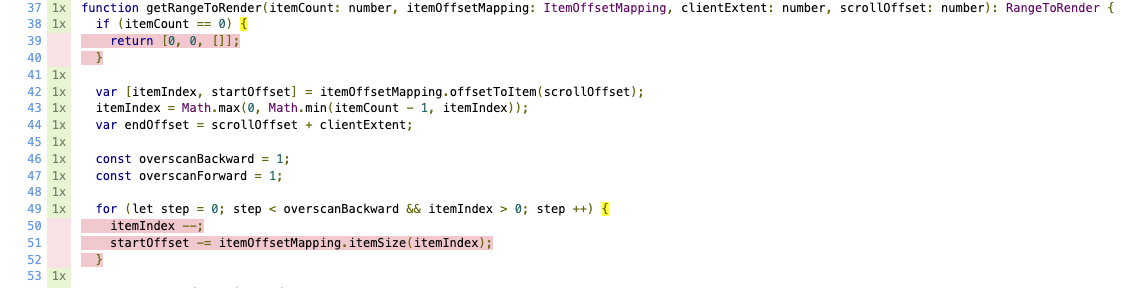 37 1x function getRangeToRender(itemCount: number, itemOffsetMapping: ItemOffsetMapping, clientExtent: number, scrollOffset: number): RangeToRender {
38 1x   if (itemCount == 0) {
39     return [0, 0, []];
40   }
41 1x
42 1x   var [itemIndex, startOffset] = itemOffsetMapping.offsetToItem(scrollOffset);
43 1x   itemIndex = Math.max(0, Math.min(itemCount - 1, itemIndex));
44 1x   var endOffset = scrollOffset + clientExtent;
45 1x
46 1x   const overscanBackward = 1;
47 1x   const overscanForward = 1;
48 1x
49 1x   for (let step = 0; step < overscanBackward && itemIndex > 0; step ++) {
50     itemIndex --;
51     startOffset -= itemOffsetMapping.itemSize(itemIndex);
52   }
53 1x